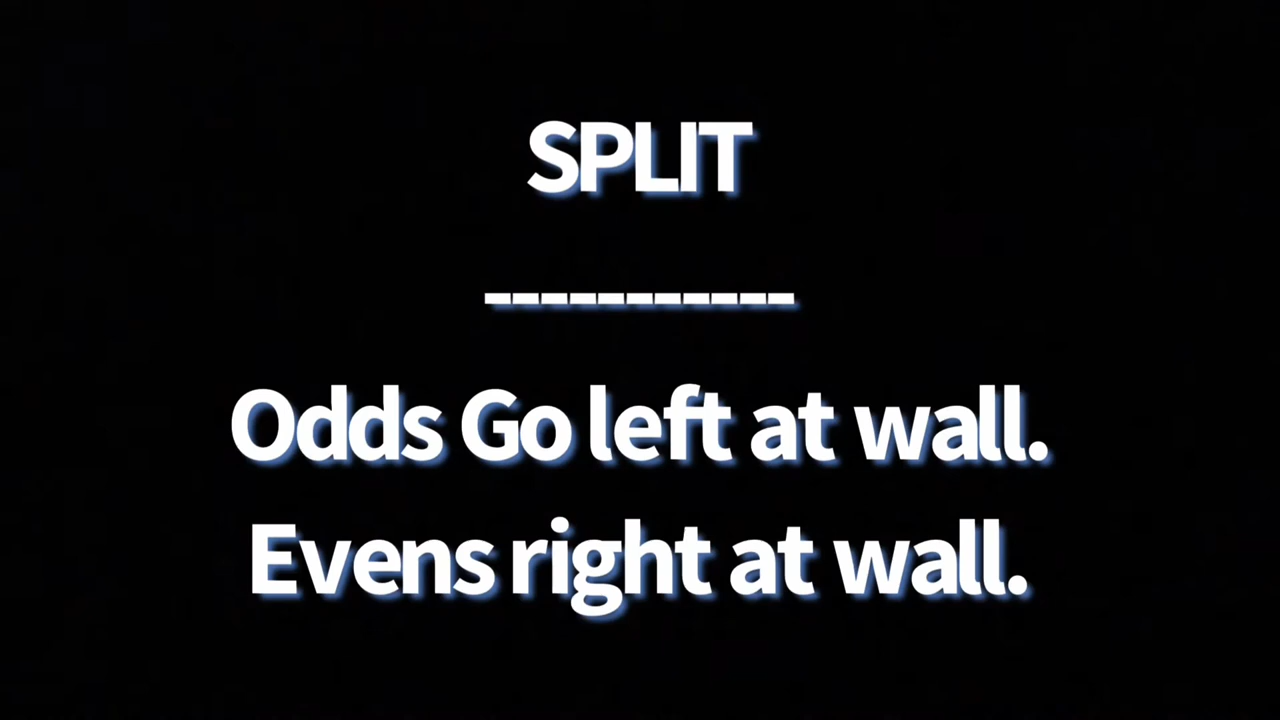 SPLIT
-----------
Odds Go left at wall.
Evens right at wall.